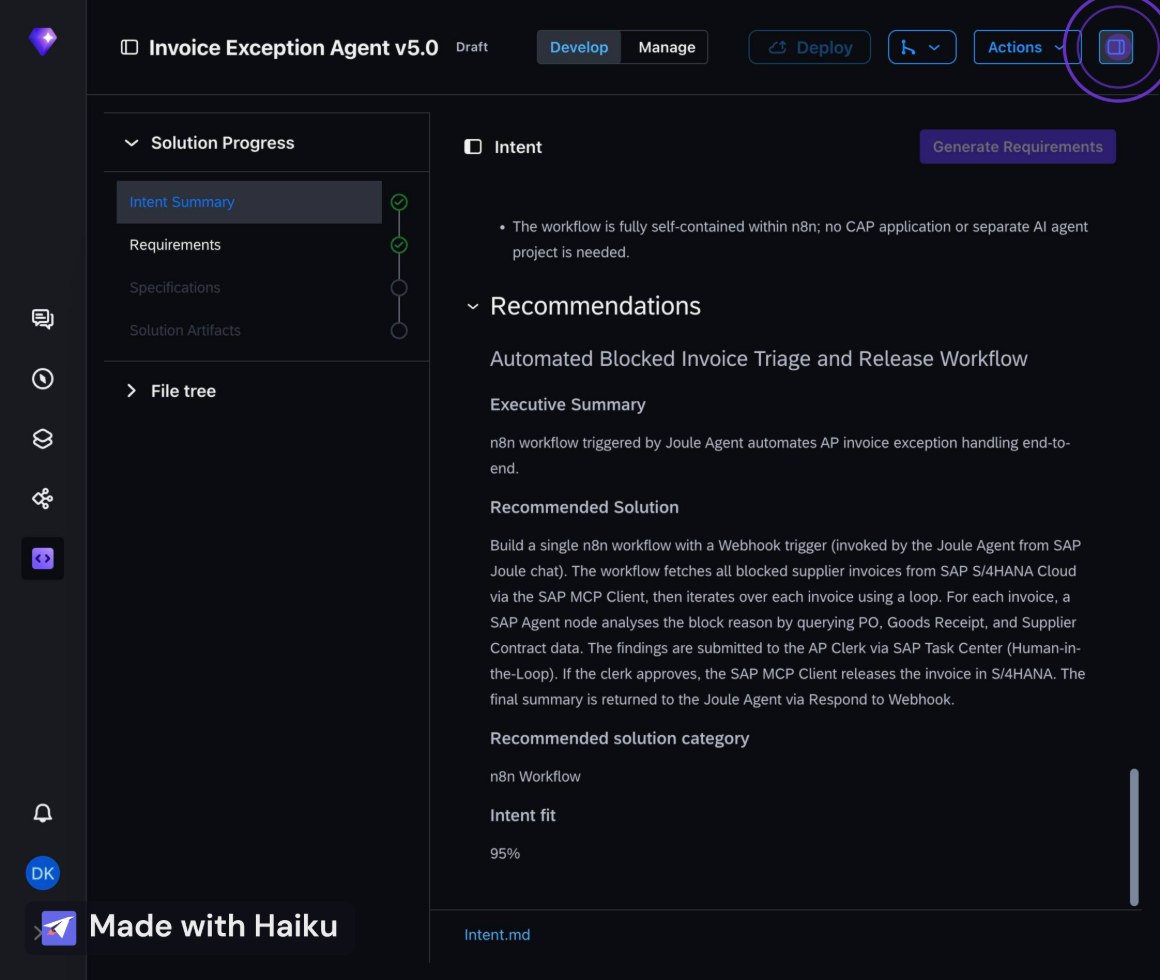 Invoice Exception Agent v5.0
Draft
Develop
Manage
Deploy
Actions
Solution Progress
Intent Summary
Requirements
Specifications
Solution Artifacts
File tree
Intent
Generate Requirements
• The workflow is fully self-contained within n8n; no CAP application or separate AI agent
project is needed.
Recommendations
Automated Blocked Invoice Triage and Release Workflow
Executive Summary
n8n workflow triggered by Joule Agent automates AP invoice exception handling end-to-
end.
Recommended Solution
Build a single n8n workflow with a Webhook trigger (invoked by the Joule Agent from SAP
Joule chat). The workflow fetches all blocked supplier invoices from SAP S/4HANA Cloud
via the SAP MCP Client, then iterates over each invoice using a loop. For each invoice, a
SAP Agent node analyses the block reason by querying PO, Goods Receipt, and Supplier
Contract data. The findings are submitted to the AP Clerk via SAP Task Center (Human-in-
the-Loop). If the clerk approves, the SAP MCP Client releases the invoice in S/4HANA. The
final summary is returned to the Joule Agent via Respond to Webhook.
Recommended solution category
n8n Workflow
Intent fit
95%
Intent.md
DK
Made with Haiku